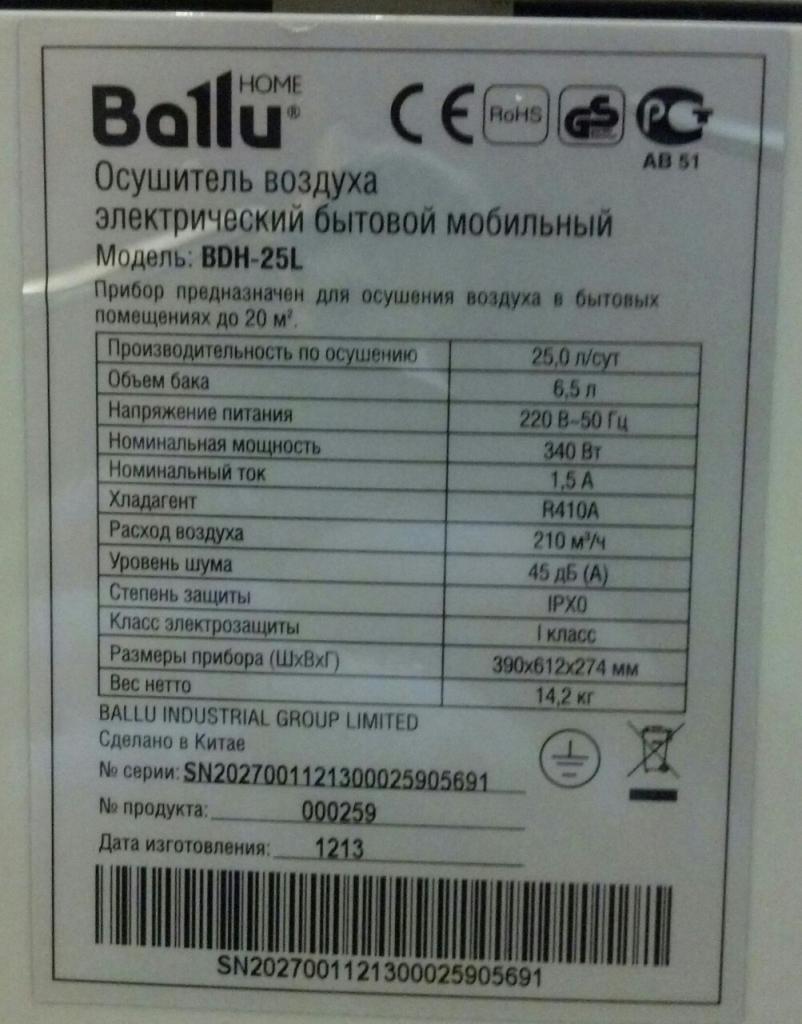 HOME
Ballu®
CE RoHS GS РСТ
АВ 51
Осушитель воздуха
электрический бытовой мобильный
Модель: BDH-25L
Прибор предназначен для осушения воздуха в бытовых
помещениях до 20 м².
Производительность по осушению 25,0 л/сут
Объем бака 6,5 л
Напряжение питания 220 В~50 Гц
Номинальная мощность 340 Вт
Номинальный ток 1,5 А
Хладагент R410A
Расход воздуха 210 м³/ч
Уровень шума 45 дБ (А)
Степень защиты IPX0
Класс электрозащиты I класс
Размеры прибора (ШхВхГ) 390x612x274 мм
Вес нетто 14,2 кг
BALLU INDUSTRIAL GROUP LIMITED
Сделано в Китае
№ серии: SN2027001121300025905691
№ продукта: 000259
Дата изготовления: 1213
SN2027001121300025905691